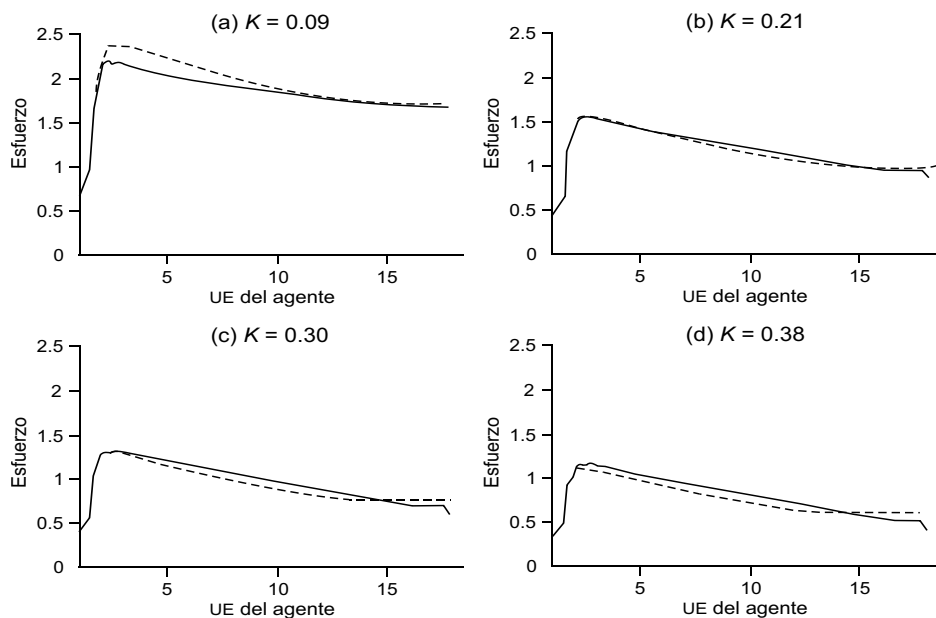 (a) K = 0.09
2.5
2
1.5
1
0.5
0
Esfuerzo
5 10 15
UE del agente
(b) K = 0.21
2.5
2
1.5
1
0.5
0
Esfuerzo
5 10 15
UE del agente
(c) K = 0.30
2.5
2
1.5
1
0.5
0
Esfuerzo
5 10 15
UE del agente
(d) K = 0.38
2.5
2
1.5
1
0.5
0
Esfuerzo
5 10 15
UE del agente